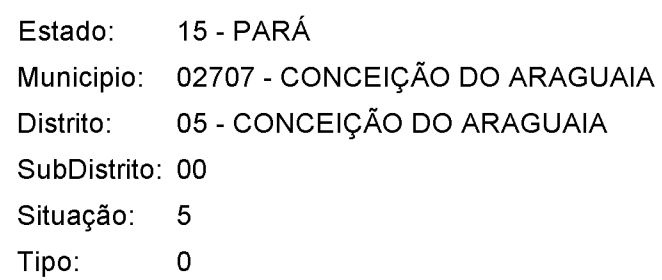 Estado: 15 - PARÁ
Municipio: 02707 - CONCEIÇÃO DO ARAGUAIA
Distrito: 05 - CONCEIÇÃO DO ARAGUAIA
SubDistrito: 00
Situação: 5
Tipo: 0